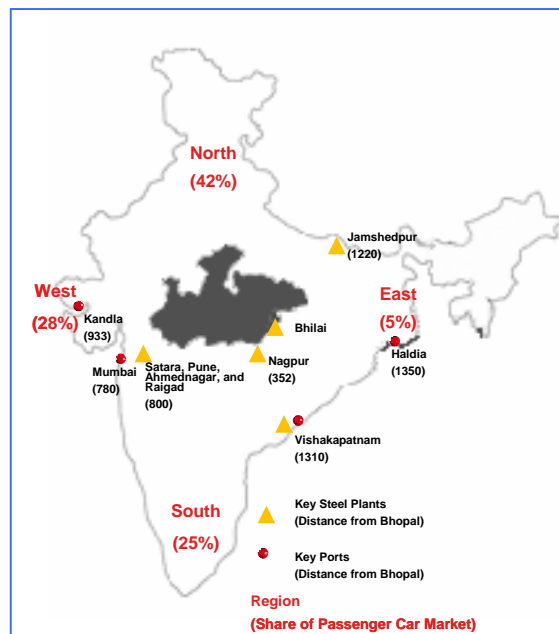 North
(42%)
Jamshedpur
(1220)
West
(28%)
Kandla
(933)
East
(5%)
Bhilai
Haldia
(1350)
Mumbai
(780)
Satara, Pune,
Ahmednagar, and
Raigad
(800)
Nagpur
(352)
Vishakapatnam
(1310)
South
(25%)
Key Steel Plants
(Distance from Bhopal)
Key Ports
(Distance from Bhopal)
Region
(Share of Passenger Car Market)